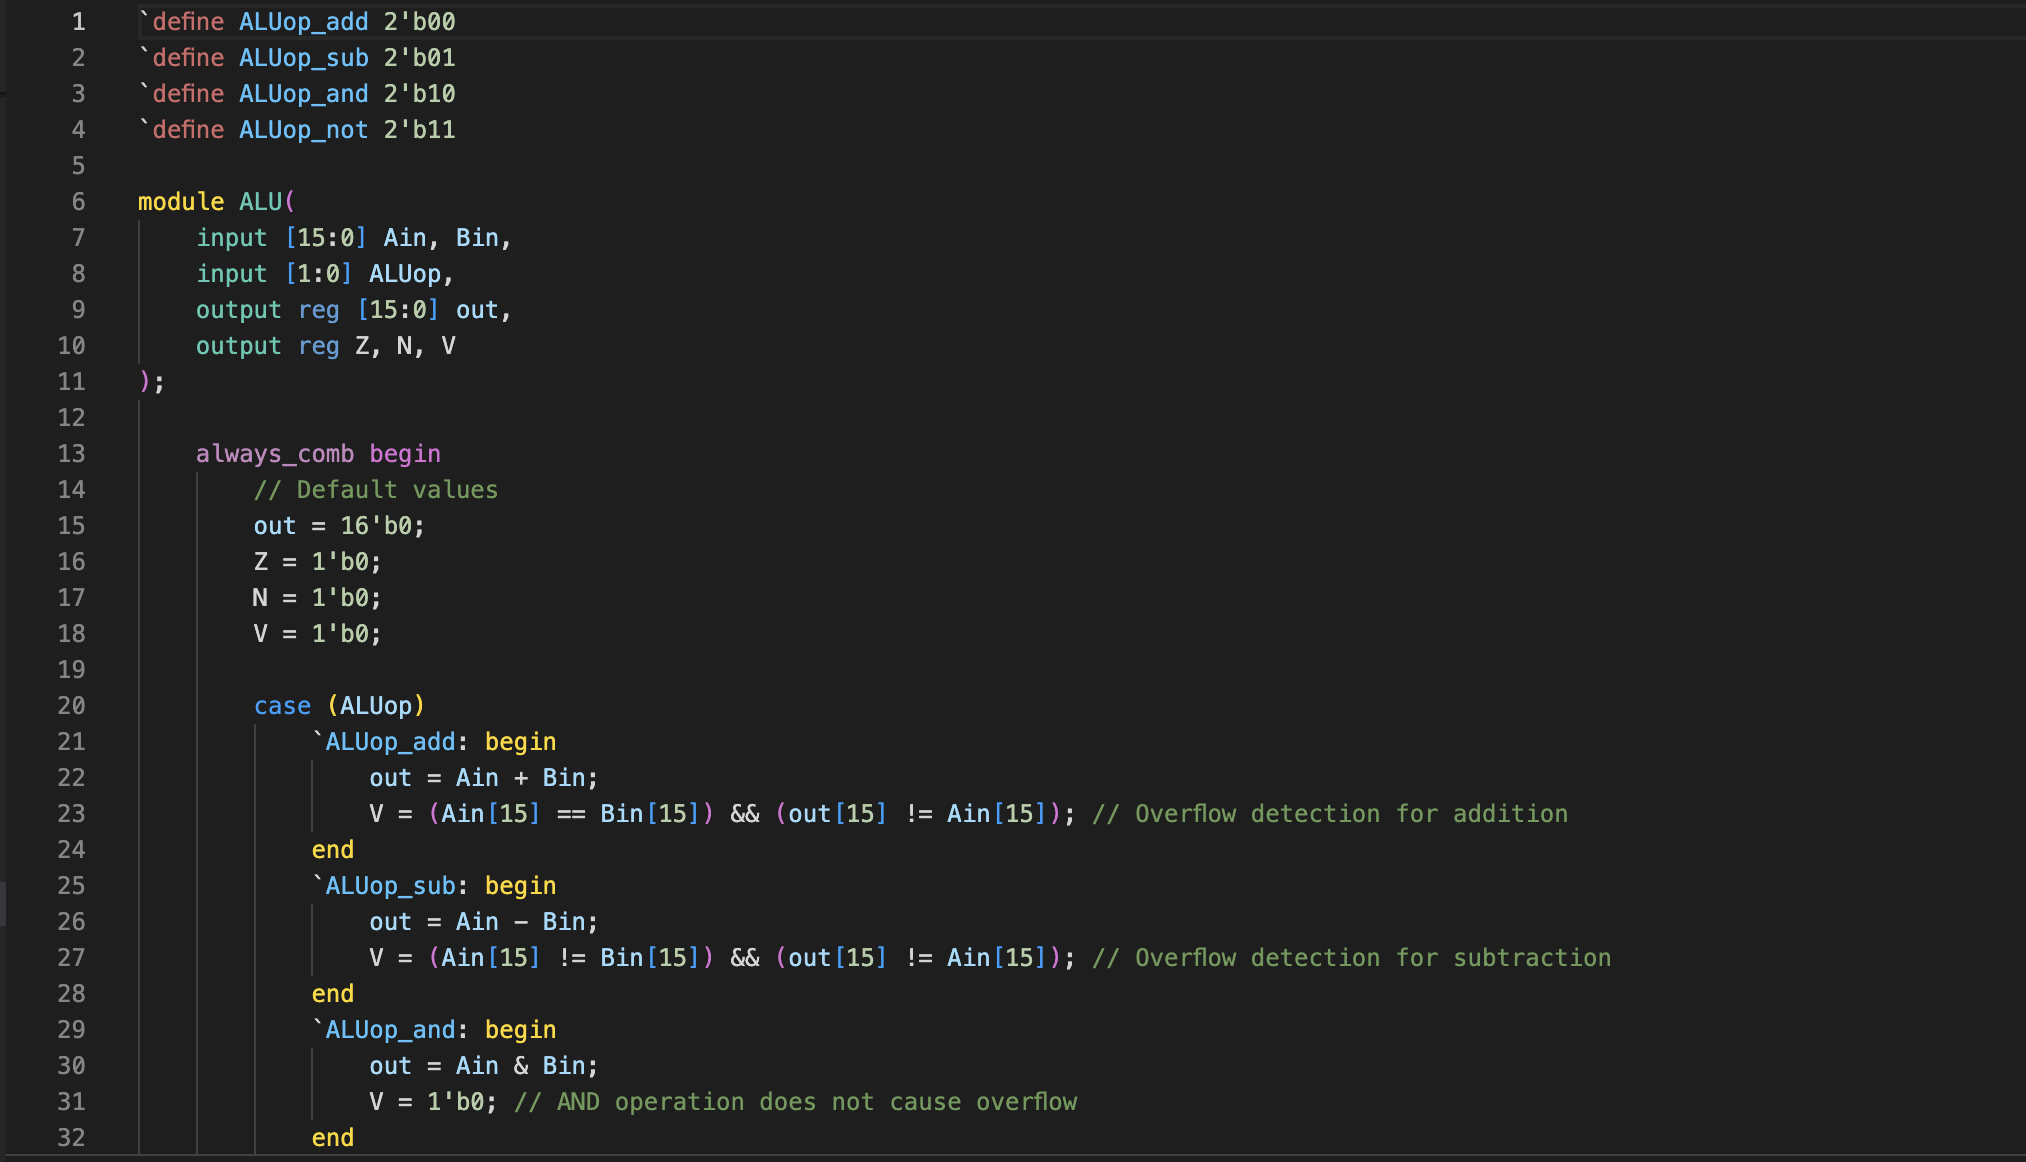 1 `define ALUop_add 2'b00
2 `define ALUop_sub 2'b01
3 `define ALUop_and 2'b10
4 `define ALUop_not 2'b11
5
6 module ALU(
7     input [15:0] Ain, Bin,
8     input [1:0] ALUop,
9     output reg [15:0] out,
10     output reg Z, N, V
11 );
12
13     always_comb begin
14         // Default values
15         out = 16'b0;
16         Z = 1'b0;
17         N = 1'b0;
18         V = 1'b0;
19
20         case (ALUop)
21             `ALUop_add: begin
22                 out = Ain + Bin;
23                 V = (Ain[15] == Bin[15]) && (out[15] != Ain[15]); // Overflow detection for addition
24             end
25             `ALUop_sub: begin
26                 out = Ain - Bin;
27                 V = (Ain[15] != Bin[15]) && (out[15] != Ain[15]); // Overflow detection for subtraction
28             end
29             `ALUop_and: begin
30                 out = Ain & Bin;
31                 V = 1'b0; // AND operation does not cause overflow
32             end